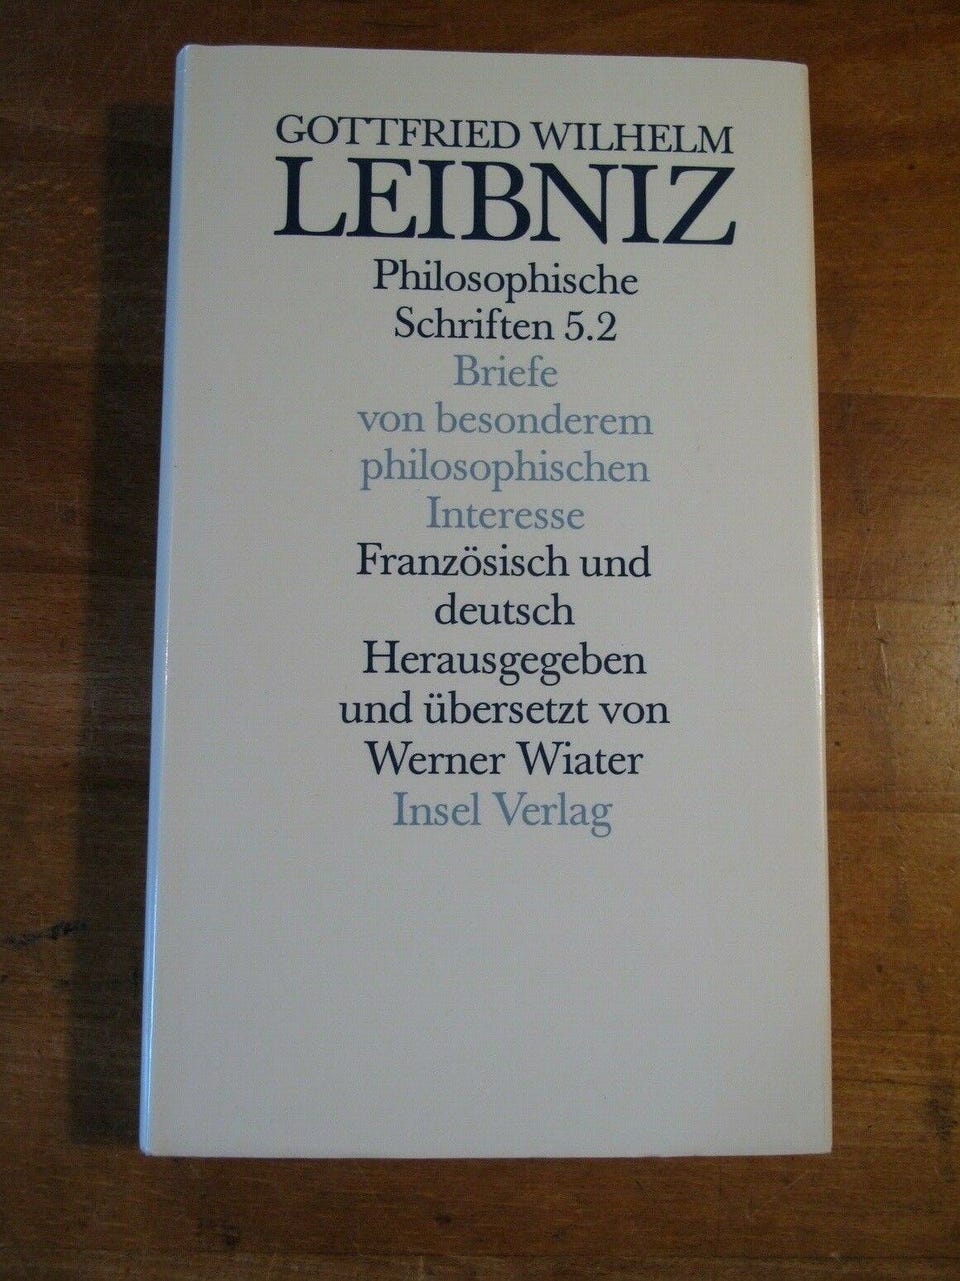 GOTTFRIED WILHELM
LEIBNIZ
Philosophische
Schriften 5.2
Briefe
von besonderem
philosophischen
Interesse
Französisch und
deutsch
Herausgegeben
und übersetzt von
Werner Wiater
Insel Verlag